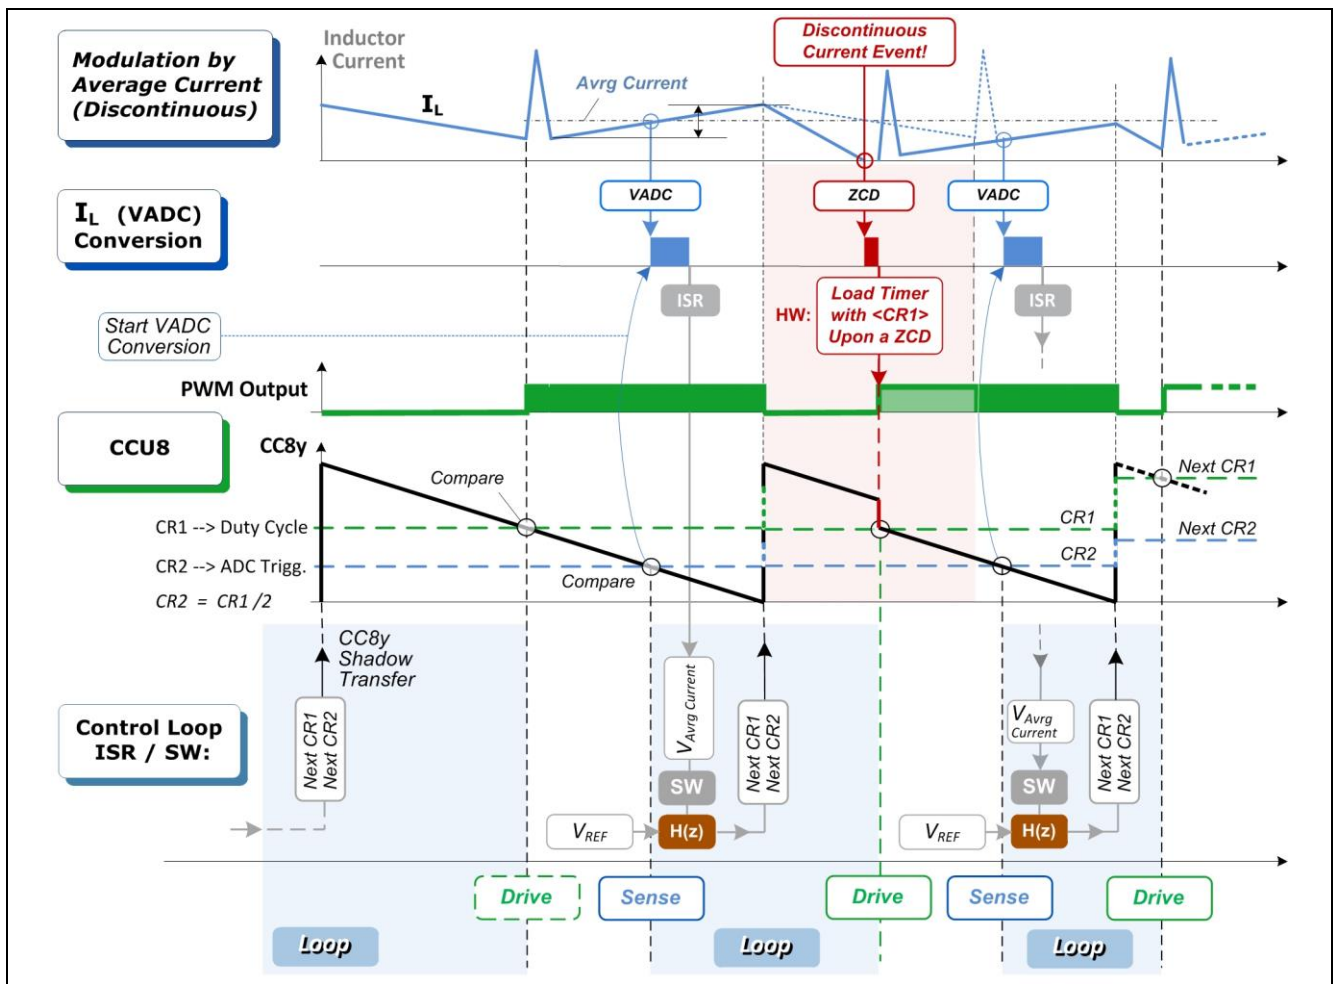 Modulation by
Average Current
(Discontinuous)
Inductor
Current
IL
Avrg Current
Discontinuous
Current Event!
IL (VADC)
Conversion
VADC
ZCD
VADC
ISR
HW:
Load Timer
with <CR1>
Upon a ZCD
ISR
Start VADC
Conversion
PWM Output
CCU8
CC8y
Compare
Next CR1
CR1 --> Duty Cycle
CR1
Next CR2
CR2 --> ADC Trigg.
Compare
CR2
CR2 = CR1/2
CC8y
Shadow
Transfer
Control Loop
ISR / SW:
Next CR1
Next CR2
VAvrg Current
Next CR1
Next CR2
VAvrg
Current
Next CR1
Next CR2
SW
SW
VREF
H(z)
VREF
H(z)
Drive
Sense
Drive
Sense
Drive
Loop
Loop
Loop